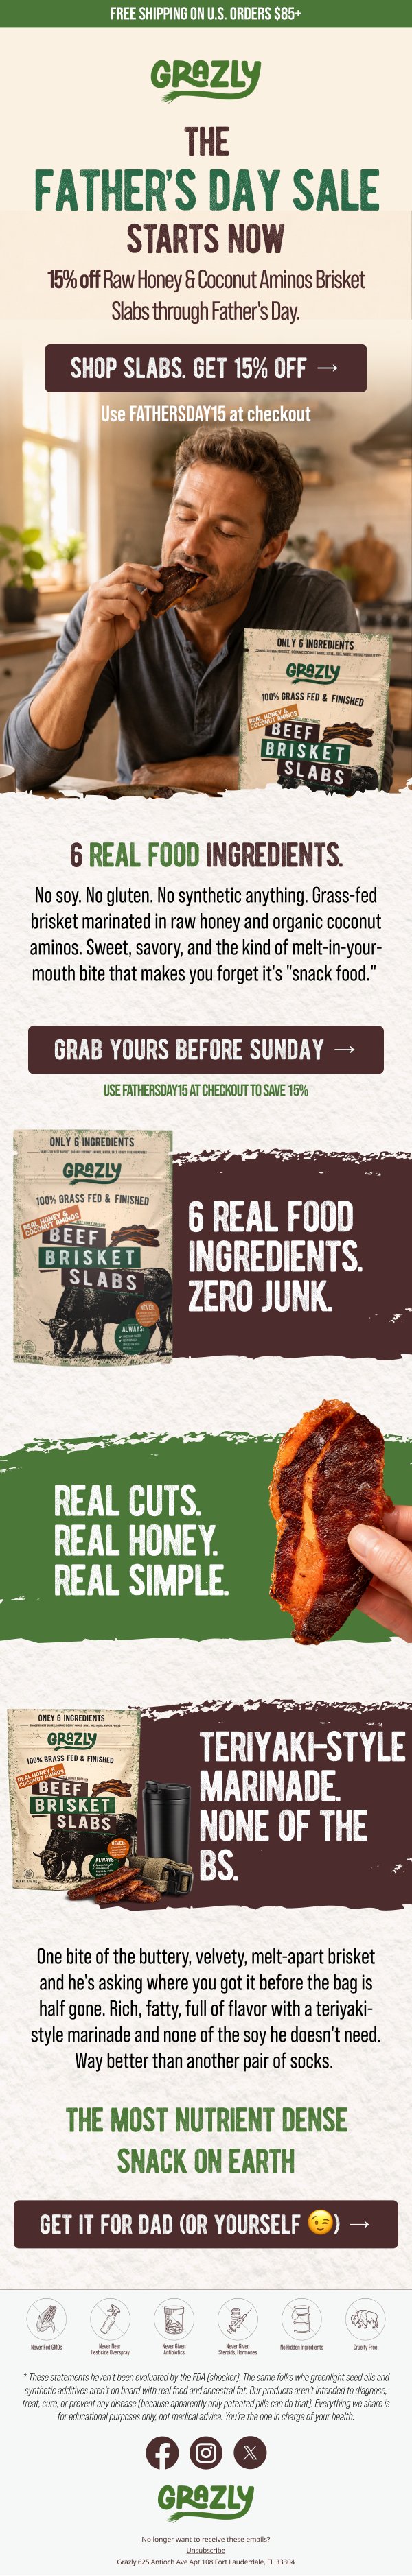 FREE SHIPPING ON U.S. ORDERS $85+
GRAZLY
THE
FATHER'S DAY SALE
STARTS NOW
15% off Raw Honey & Coconut Aminos Brisket
Slabs through Father's Day.
SHOP SLABS. GET 15% OFF →
Use FATHERSDAY15 at checkout
ONLY 6 INGREDIENTS
GRAZLY
100% GRASS FED & FINISHED
REAL HONEY &
COCONUT AMINOS
BEEF
BRISKET
SLABS
6 REAL FOOD INGREDIENTS.
No soy. No gluten. No synthetic anything. Grass-fed
brisket marinated in raw honey and organic coconut
aminos. Sweet, savory, and the kind of melt-in-your-
mouth bite that makes you forget it's "snack food."
GRAB YOURS BEFORE SUNDAY →
USE FATHERSDAY15 AT CHECKOUT TO SAVE 15%
ONLY 6 INGREDIENTS
GRAZLY
100% GRASS FED & FINISHED
REAL HONEY &
COCONUT AMINOS
BEEF
BRISKET
SLABS
NEVER
ALWAYS
6 REAL FOOD
INGREDIENTS.
ZERO JUNK.
REAL CUTS.
REAL HONEY.
REAL SIMPLE.
ONEY 6 INGREDIENTS
GRAZLY
100% BRASS FED & FINISHED
REAL HONEY &
COCONUT AMINOS
BEEF
BRISKET
SLABS
NEVER
ALWAYS
TERIYAKI-STYLE
MARINADE.
NONE OF THE
BS.
One bite of the buttery, velvety, melt-apart brisket
and he's asking where you got it before the bag is
half gone. Rich, fatty, full of flavor with a teriyaki-
style marinade and none of the soy he doesn't need.
Way better than another pair of socks.
THE MOST NUTRIENT DENSE
SNACK ON EARTH
GET IT FOR DAD (OR YOURSELF 😉) →
Never Fed GMOs
Never Near
Pesticide Overspray
Never Given
Antibiotics
Never Given
Steroids, Hormones
No Hidden Ingredients
Cruelty Free
* These statements haven't been evaluated by the FDA (shocker). The same folks who greenlight seed oils and
synthetic additives aren't on board with real food and ancestral fat. Our products aren't intended to diagnose,
treat, cure, or prevent any disease (because apparently only patented pills can do that). Everything we share is
for educational purposes only, not medical advice. You're the one in charge of your health.
GRAZLY
No longer want to receive these emails?
Unsubscribe
Grazly 625 Antioch Ave Apt 108 Fort Lauderdale, FL 33304